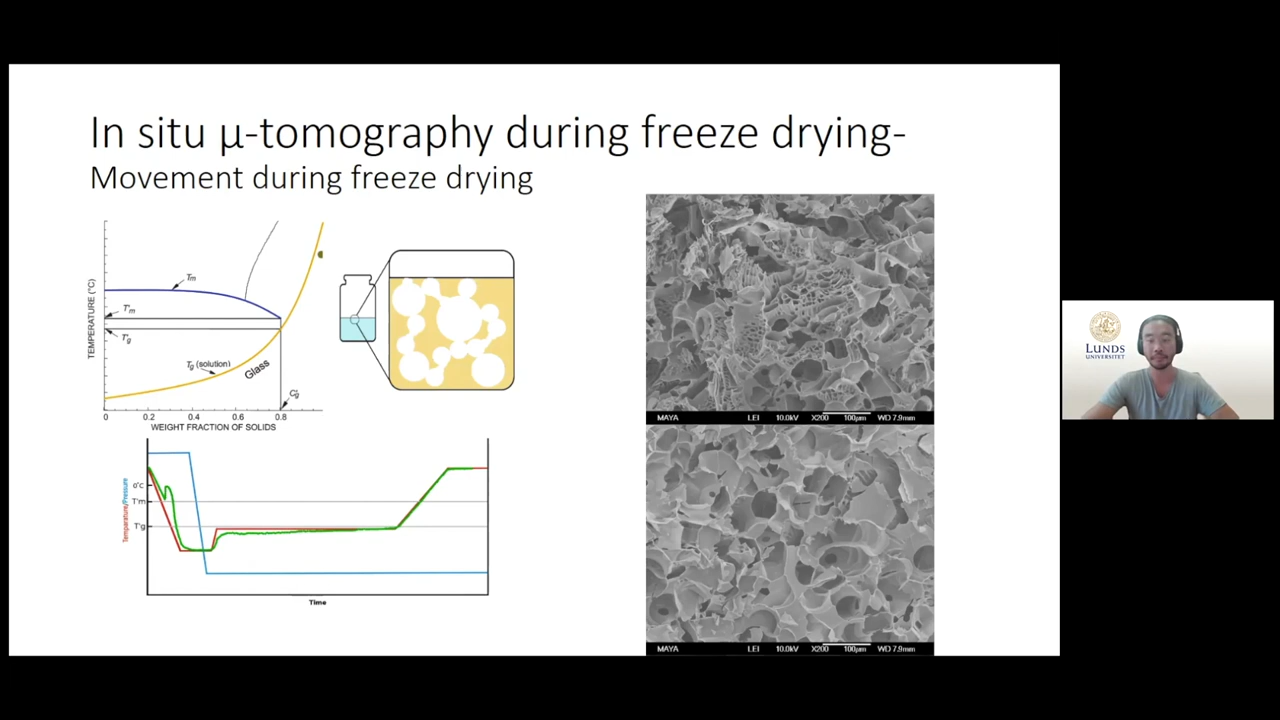 In situ µ-tomography during freeze drying-
Movement during freeze drying
TEMPERATURE (°C)
Tm
T'm
T'g
Tg (solution)
Glass
C'g
0
0.2
0.4
0.6
0.8
WEIGHT FRACTION OF SOLIDS
Temperature/Pressure
0°C
T'm
T'g
Time
MAYA LEI 10.0kV X200 100µm WD 7.9mm
MAYA LEI 10.0kV X200 100µm WD 7.9mm
LUNDS
UNIVERSITET